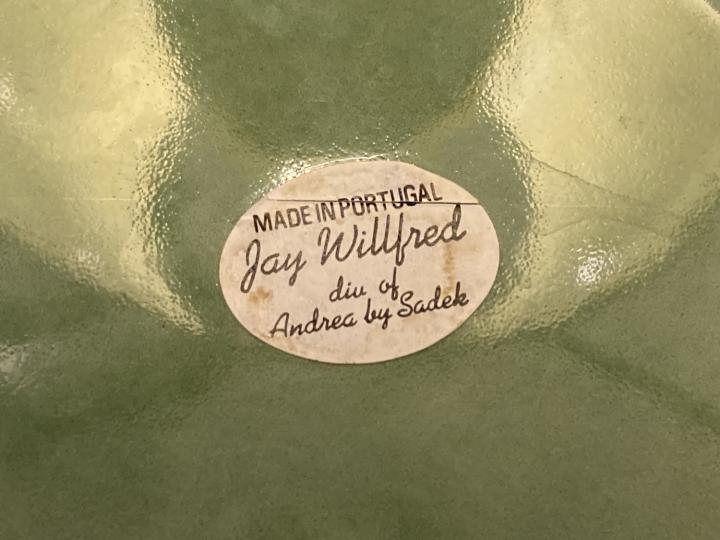 MADE IN PORTUGAL
Jay Willfred
div of
Andrea by Sadek